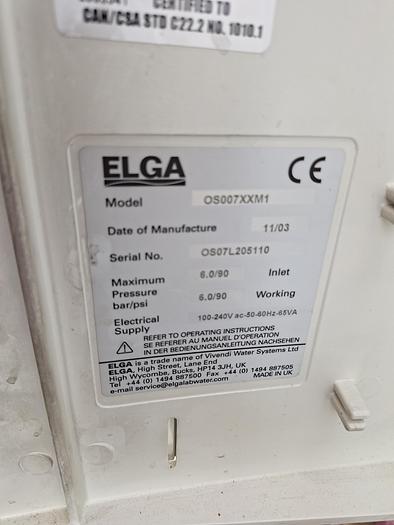 CERTIFIED TO
CAN/CSA STD C22.2 NO. 1010.1
ELGA CE
Model OS007XXM1
Date of Manufacture 11/03
Serial No. OS07L205110
Maximum 6.0/90 Inlet
Pressure
bar/psi 6.0/90 Working
Electrical 100-240V ac-50-60Hz-65VA
Supply
REFER TO OPERATING INSTRUCTIONS
SE REFERER AU MANUEL D'OPERATION
IN DER BEDIENUNGSANLEITUNG NACHSEHEN
ELGA is a trade name of Vivendi Water Systems Ltd
ELGA, High Street, Lane End
High Wycombe, Bucks, HP14 3JH, UK
Tel +44 (0) 1494 887500 Fax +44 (0) 1494 887505
e-mail service@elgalabwater.com MADE IN UK